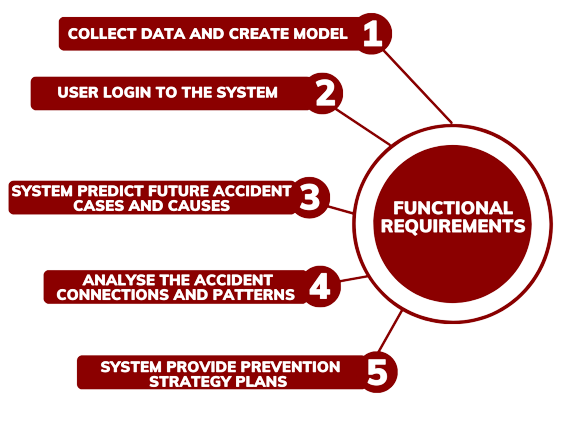 COLLECT DATA AND CREATE MODEL 1
USER LOGIN TO THE SYSTEM 2
SYSTEM PREDICT FUTURE ACCIDENT
CASES AND CAUSES 3
ANALYSE THE ACCIDENT
CONNECTIONS AND PATTERNS 4
SYSTEM PROVIDE PREVENTION
STRATEGY PLANS 5
FUNCTIONAL
REQUIREMENTS